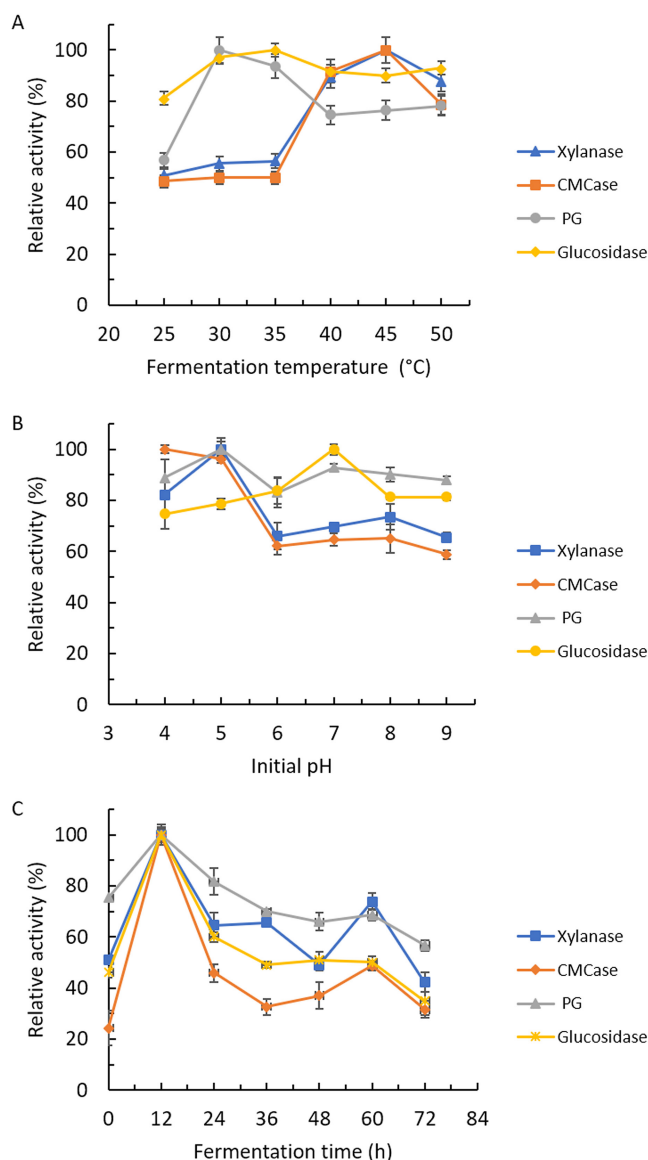 A
Relative activity (%)
100
80
60
40
20
0
20 25 30 35 40 45 50
Fermentation temperature (°C)
Xylanase
CMCase
PG
Glucosidase
B
Relative activity (%)
100
80
60
40
20
0
3 4 5 6 7 8 9
Initial pH
Xylanase
CMCase
PG
Glucosidase
C
Relative activity (%)
100
80
60
40
20
0
0 12 24 36 48 60 72 84
Fermentation time (h)
Xylanase
CMCase
PG
Glucosidase